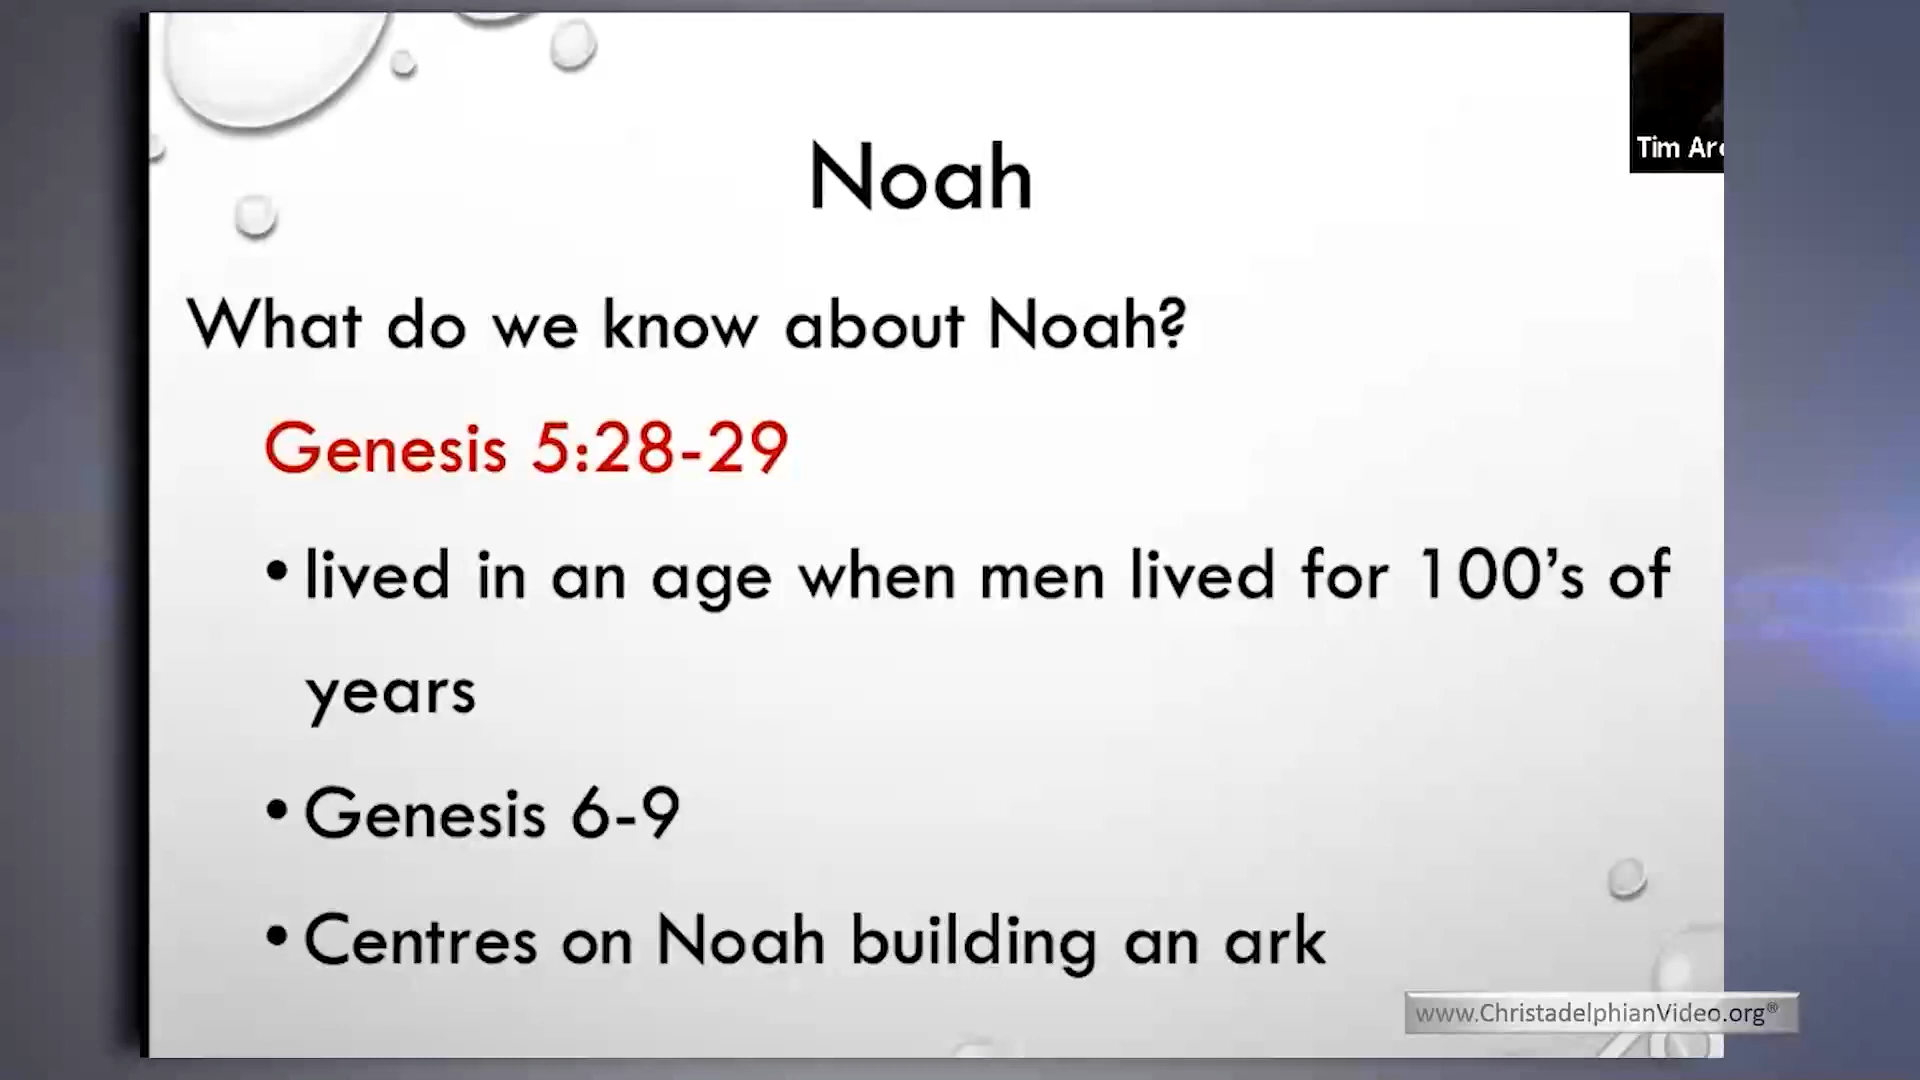 Noah
Tim
What do we know about Noah?
Genesis 5:28-29
• lived in an age when men lived for 100's of
years
• Genesis 6-9
• Centres on Noah building an ark
www.ChristadelphianVideo.org®